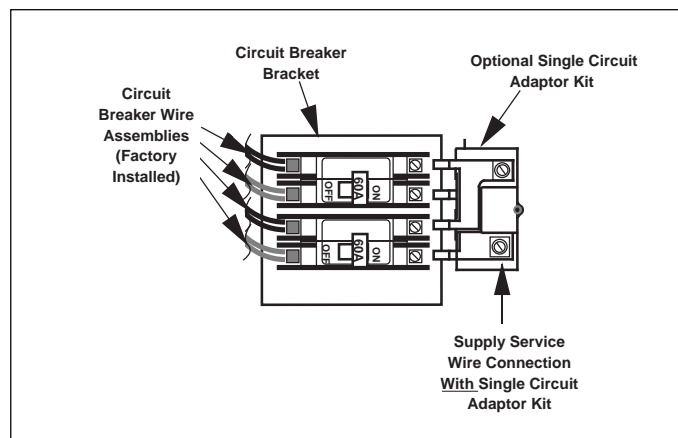 Circuit Breaker
Bracket
Optional Single Circuit
Adaptor Kit
Circuit
Breaker Wire
Assemblies
(Factory
Installed)
OFF
60A
ON
OFF
60A
ON
Supply Service
Wire Connection
With Single Circuit
Adaptor Kit